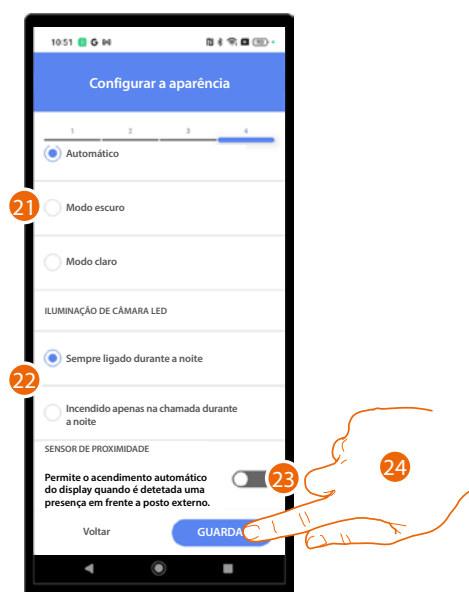 10:51 G
Configurar a aparência
1 2 3 4
Automático
21
Modo escuro
Modo claro
ILUMINAÇÃO DE CÂMARA LED
Sempre ligado durante a noite
22
Incendido apenas na chamada durante
a noite
SENSOR DE PROXIMIDADE
Permite o acendimento automático
do display quando é detetada uma
presença em frente a posto externo.
23
24
Voltar
GUARDA